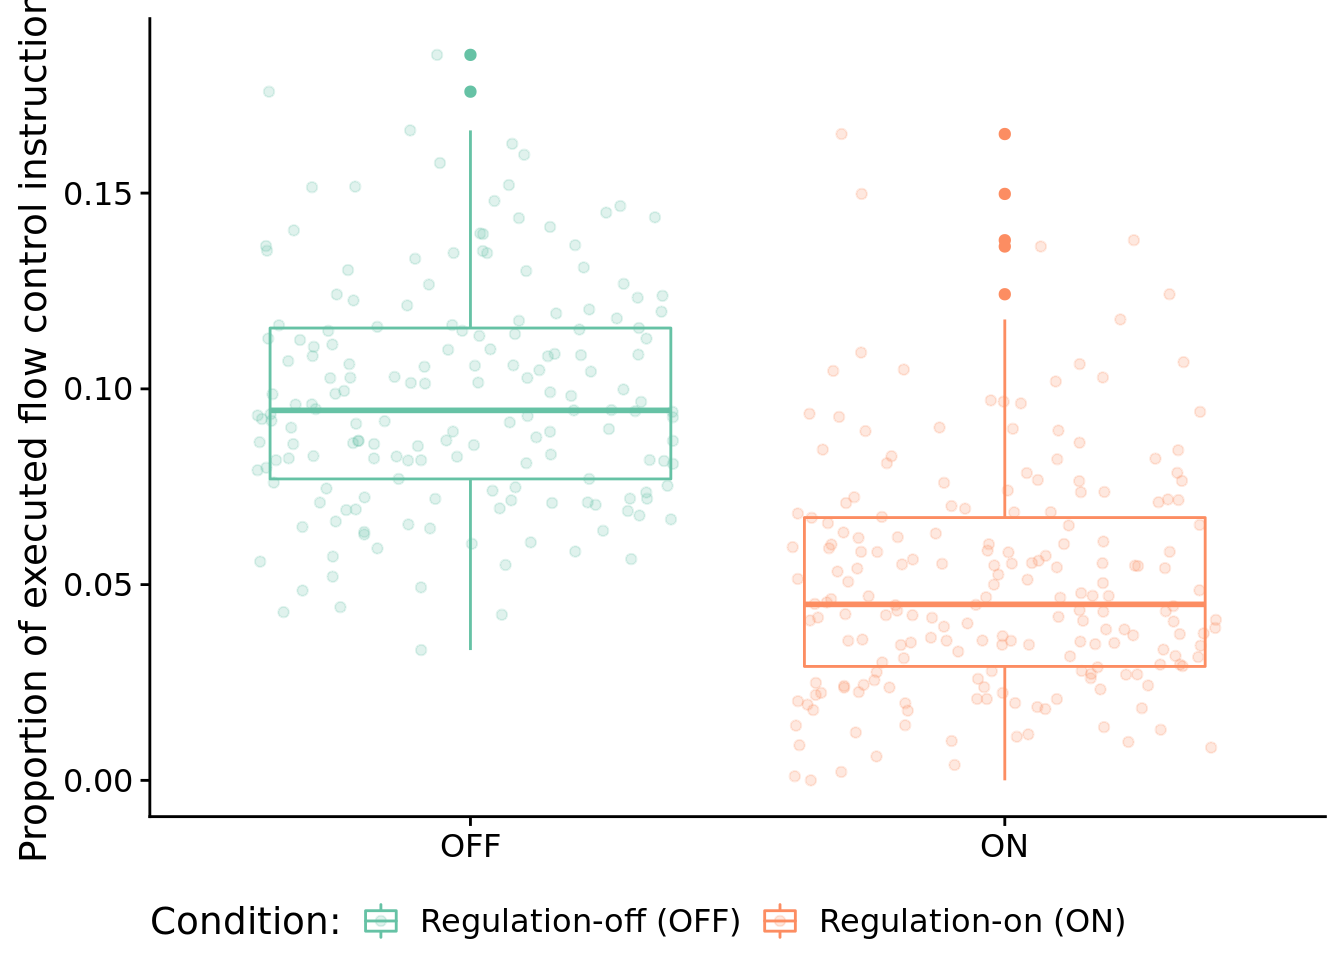 Proportion of executed flow control instruction
0.15
0.10
0.05
0.00
OFF ON
Condition: Regulation-off (OFF) Regulation-on (ON)